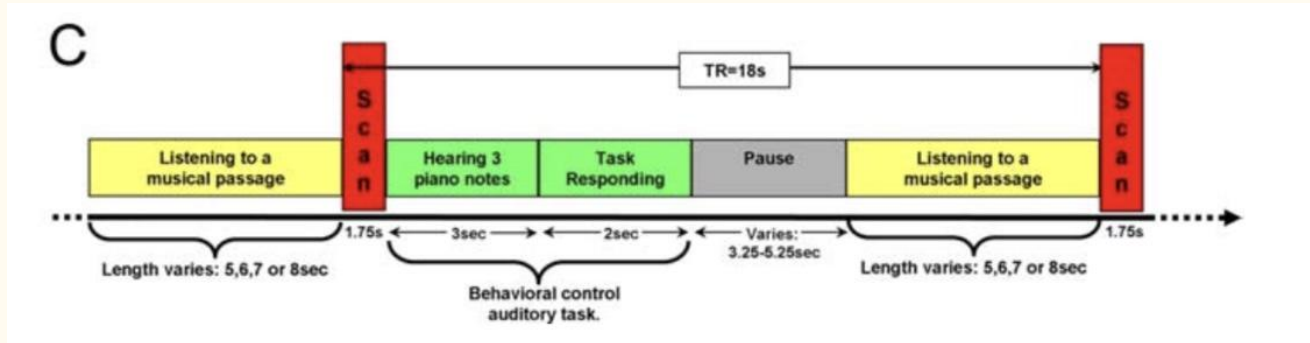 C
TR=18s
Listening to a
musical passage
Scan
Hearing 3
piano notes
Task
Responding
Pause
Listening to a
musical passage
Scan
1.75s
3sec
2sec
Varies:
3.25-5.25sec
1.75s
Length varies: 5,6,7 or 8sec
Length varies: 5,6,7 or 8sec
Behavioral control
auditory task.